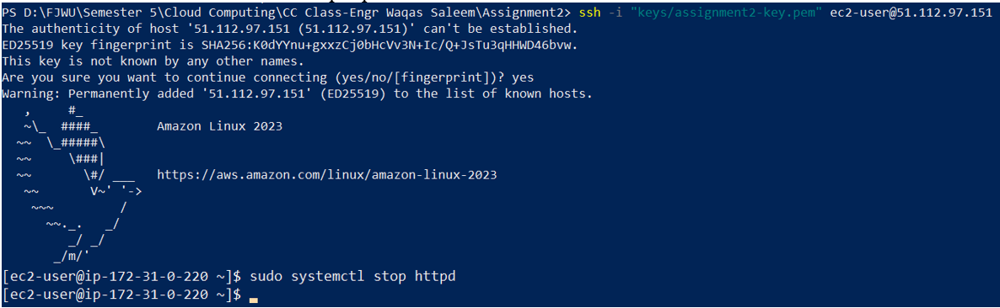 PS D:\FJWU\Semester 5\Cloud Computing\CC Class-Engr Waqas Saleem\Assignment2> ssh -i "keys/assignment2-key.pem" ec2-user@51.112.97.151
The authenticity of host '51.112.97.151 (51.112.97.151)' can't be established.
ED25519 key fingerprint is SHA256:K0dYYnu+gxxzCj0bHcVv3N+Ic/Q+JsTu3qHHWD46bvw.
This key is not known by any other names.
Are you sure you want to continue connecting (yes/no/[fingerprint])? yes
Warning: Permanently added '51.112.97.151' (ED25519) to the list of known hosts.
   ,     #_
   ~\_  ####_        Amazon Linux 2023
  ~~  \_#####\
  ~~     \###|
  ~~       \#/ ___   https://aws.amazon.com/linux/amazon-linux-2023
   ~~       V~' '->
    ~~~         /
      ~~._.   _/
         _/ _/
       _/m/'
[ec2-user@ip-172-31-0-220 ~]$ sudo systemctl stop httpd
[ec2-user@ip-172-31-0-220 ~]$